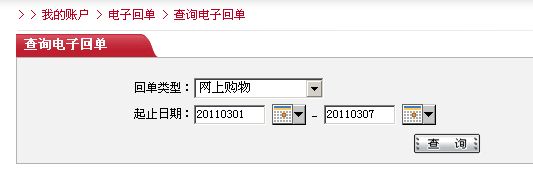 > > 我的账户 > 电子回单 > 查询电子回单
查询电子回单
回单类型： 网上购物
起止日期： 20110301 - 20110307
查 询